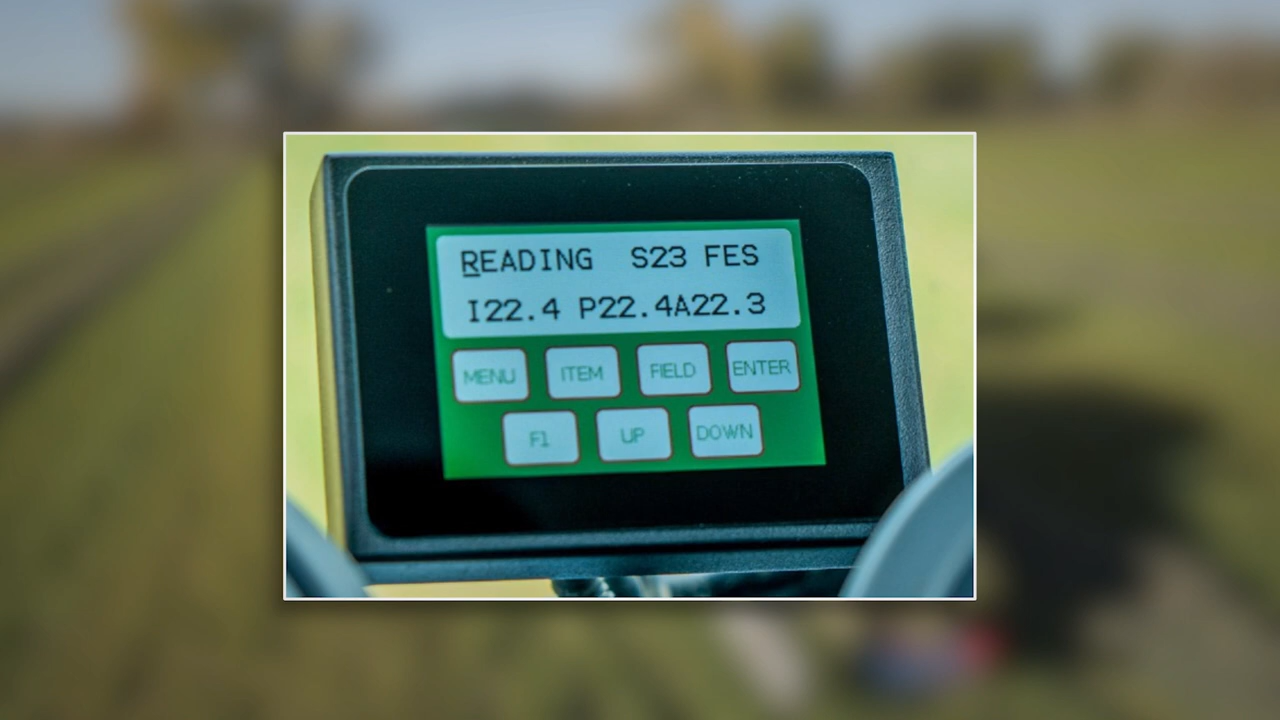 READING S23 FES
I22.4 P22.4A22.3
MENU ITEM FIELD ENTER
F1 UP DOWN